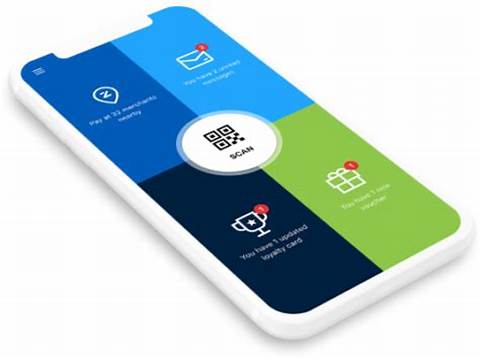 Pay at 32 merchants
nearby
2
You have 2 unread
messages
SCAN
1
You have 1 updated
loyalty card
1
You have 1 new
voucher